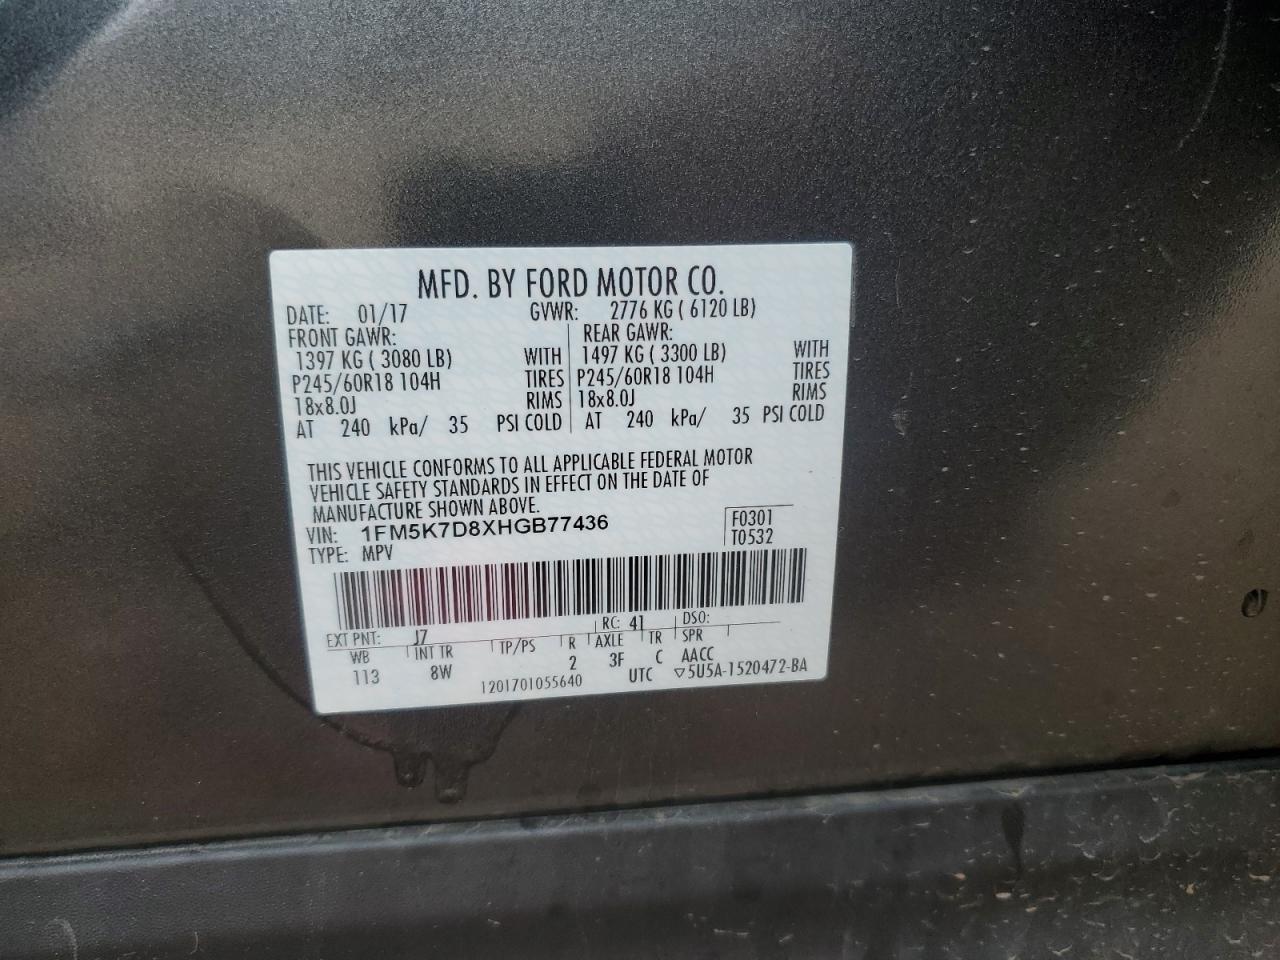 MFD. BY FORD MOTOR CO.
DATE: 01/17 GVWR: 2776 KG ( 6120 LB)
FRONT GAWR: REAR GAWR:
1397 KG ( 3080 LB) WITH 1497 KG ( 3300 LB) WITH
P245/60R18 104H TIRES P245/60R18 104H TIRES
18x8.0J RIMS 18x8.0J RIMS
AT 240 kPa/ 35 PSI COLD AT 240 kPa/ 35 PSI COLD
THIS VEHICLE CONFORMS TO ALL APPLICABLE FEDERAL MOTOR
VEHICLE SAFETY STANDARDS IN EFFECT ON THE DATE OF
MANUFACTURE SHOWN ABOVE.
VIN: 1FM5K7D8XHGB77436 F0301
TYPE: MPV T0532
EXT PNT: J7 RC: 41 DSO:
WB INT TR TP/PS R AXLE TR SPR
113 8W 2 3F C AACC
1201701055640 UTC ▽5U5A-1520472-BA